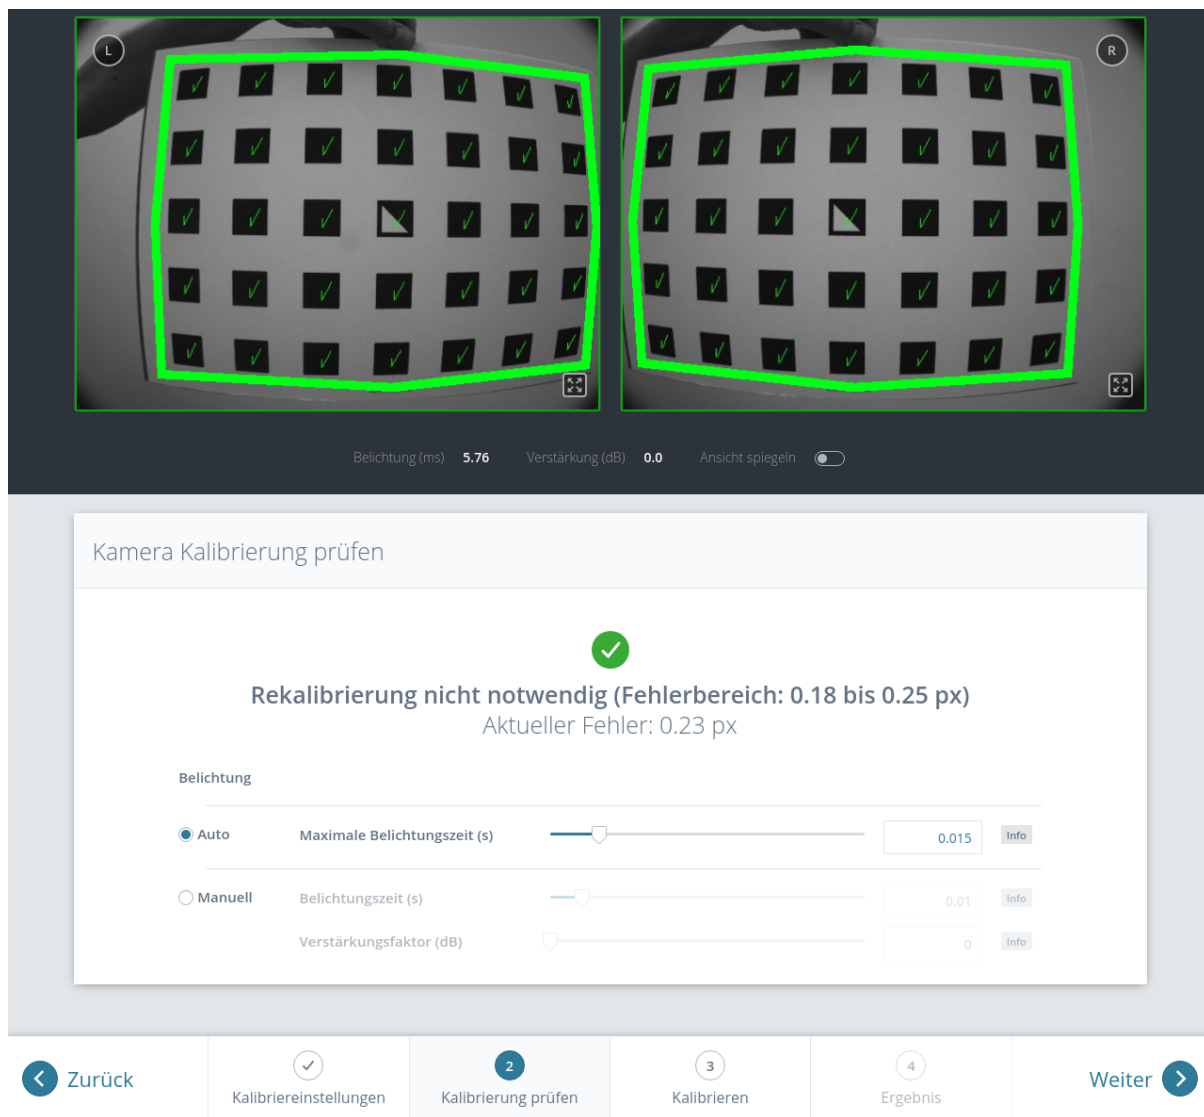 L
R
Belichtung (ms) 5.76 Verstärkung (dB) 0.0 Ansicht spiegeln
Kamera Kalibrierung prüfen
Rekalibrierung nicht notwendig (Fehlerbereich: 0.18 bis 0.25 px)
Aktueller Fehler: 0.23 px
Belichtung
Auto Maximale Belichtungszeit (s) 0.015 Info
Manuell Belichtungszeit (s) 0.01 Info
Verstärkungsfaktor (dB) 0 Info
Zurück
2
3
4
Weiter
Kalibriereinstellungen
Kalibrierung prüfen
Kalibrieren
Ergebnis